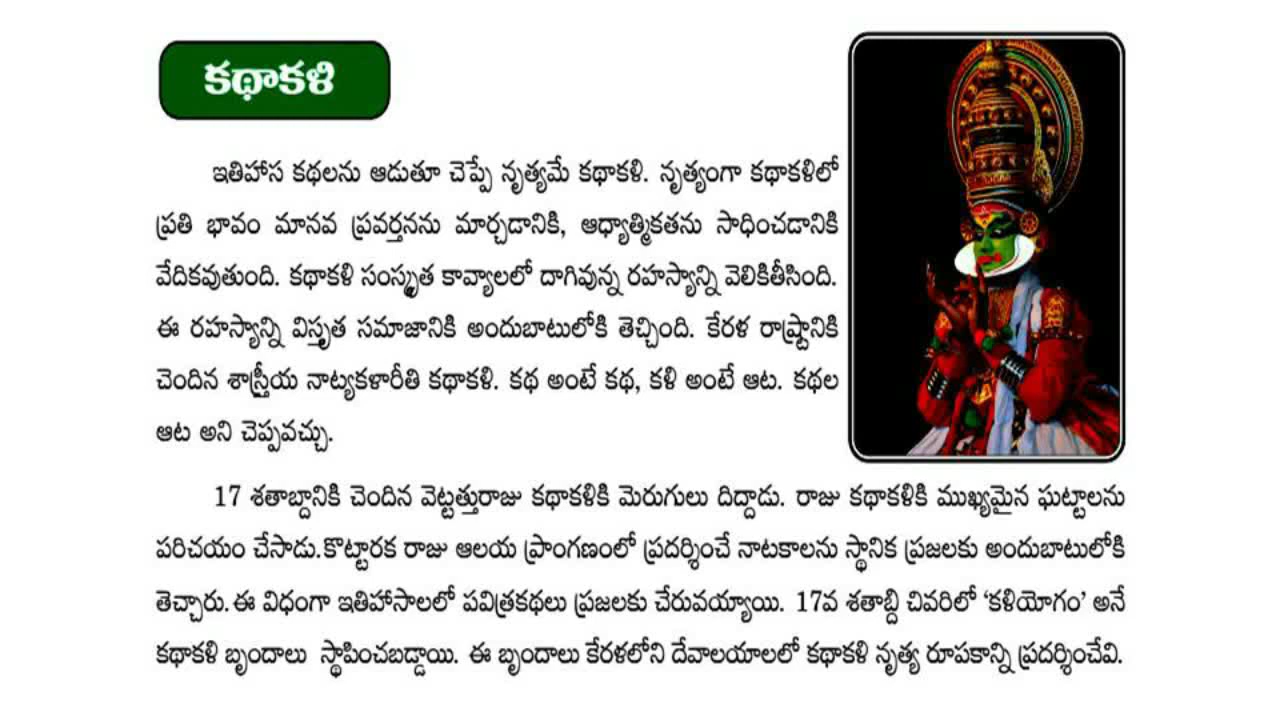 కథాకళి
ఇతిహాస కథలను ఆడుతూ చెప్పే నృత్యమే కథాకళి. నృత్యంగా కథాకళిలో
ప్రతి భావం మానవ ప్రవర్తనను మార్చడానికి, ఆధ్యాత్మికతను సాధించడానికి
వేదికవుతుంది. కథాకళి సంస్కృత కావ్యాలలో దాగివున్న రహస్యాన్ని వెలికితీసింది.
ఈ రహస్యాన్ని విస్తృత సమాజానికి అందుబాటులోకి తెచ్చింది. కేరళ రాష్ట్రానికి
చెందిన శాస్త్రీయ నాట్యకళారీతి కథాకళి. కథ అంటే కథ, కళి అంటే ఆట. కథల
ఆట అని చెప్పవచ్చు.
17 శతాబ్దానికి చెందిన వెట్టత్తురాజు కథాకళికి మెరుగులు దిద్దాడు. రాజు కథాకళికి ముఖ్యమైన ఘట్టాలను
పరిచయం చేసాడు.కొట్టారక రాజు ఆలయ ప్రాంగణంలో ప్రదర్శించే నాటకాలను స్థానిక ప్రజలకు అందుబాటులోకి
తెచ్చారు.ఈ విధంగా ఇతిహాసాలలో పవిత్రకథలు ప్రజలకు చేరువయ్యాయి. 17వ శతాబ్ది చివరిలో ‘కళియోగం’ అనే
కథాకళి బృందాలు స్థాపించబడ్డాయి. ఈ బృందాలు కేరళలోని దేవాలయాలలో కథాకళి నృత్య రూపకాన్ని ప్రదర్శించేవి.